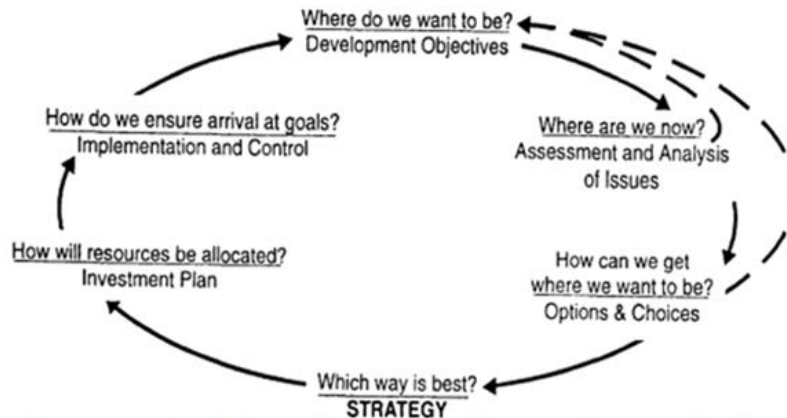 Where do we want to be?
Development Objectives
Where are we now?
Assessment and Analysis
of Issues
How can we get
where we want to be?
Options & Choices
Which way is best?
STRATEGY
How will resources be allocated?
Investment Plan
How do we ensure arrival at goals?
Implementation and Control